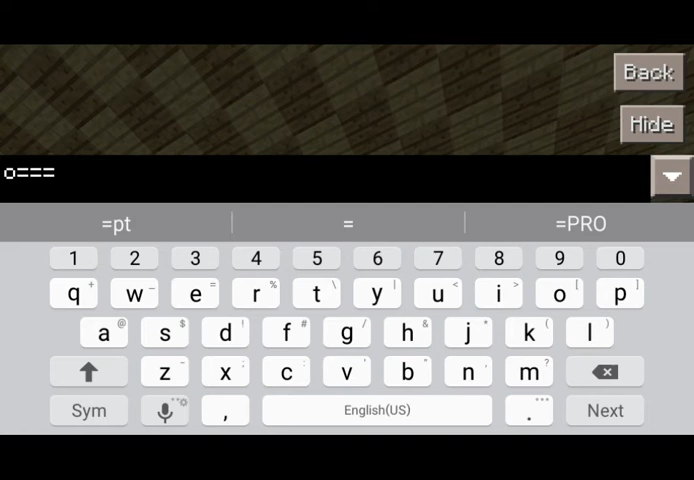 Back
Hide
o===
=pt = =PRO
1 2 3 4 5 6 7 8 9 0
q + w _ e = r % t \ y | u < i > o [ p ]
a @ s $ d ! f # g / h & j * k ( l )
z - x : c ; v ' b " n , m ?
Sym , English(US) . Next